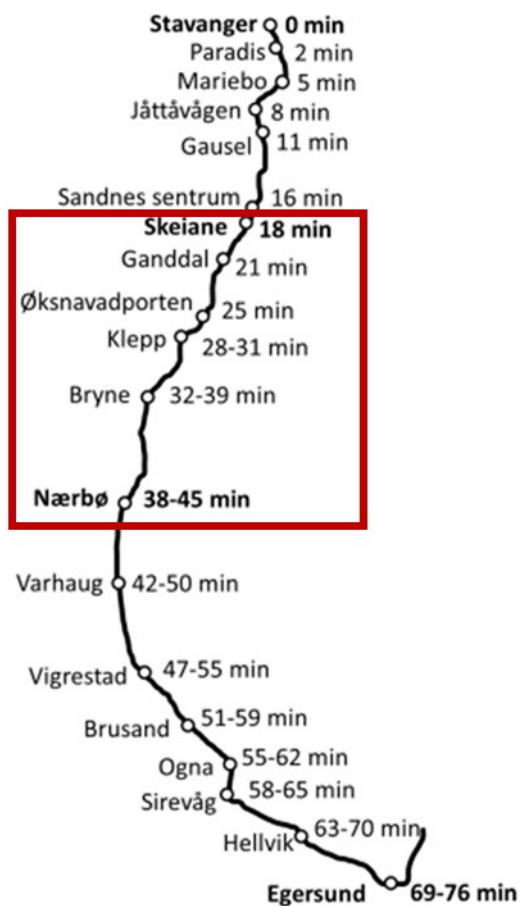 Stavanger 0 min
Paradis 2 min
Mariebo 5 min
Jåttåvågen 8 min
Gausel 11 min
Sandnes sentrum 16 min
Skeiane 18 min
Ganddal 21 min
Øksnavadporten 25 min
Klepp 28-31 min
Bryne 32-39 min
Nærbø 38-45 min
Varhaug 42-50 min
Vigrestad 47-55 min
Brusand 51-59 min
Ogna 55-62 min
Sirevåg 58-65 min
Hellvik 63-70 min
Egersund 69-76 min